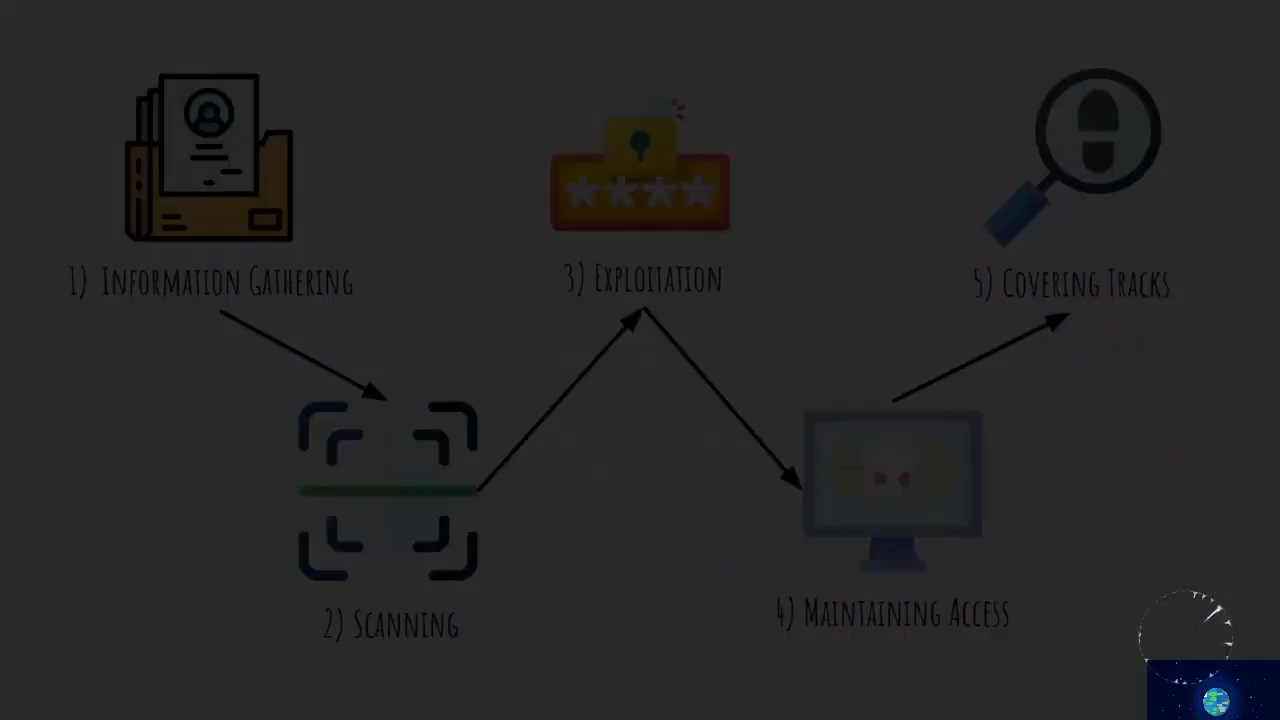 1) Information Gathering
3) Exploitation
5) Covering Tracks
2) Scanning
4) Maintaining Access